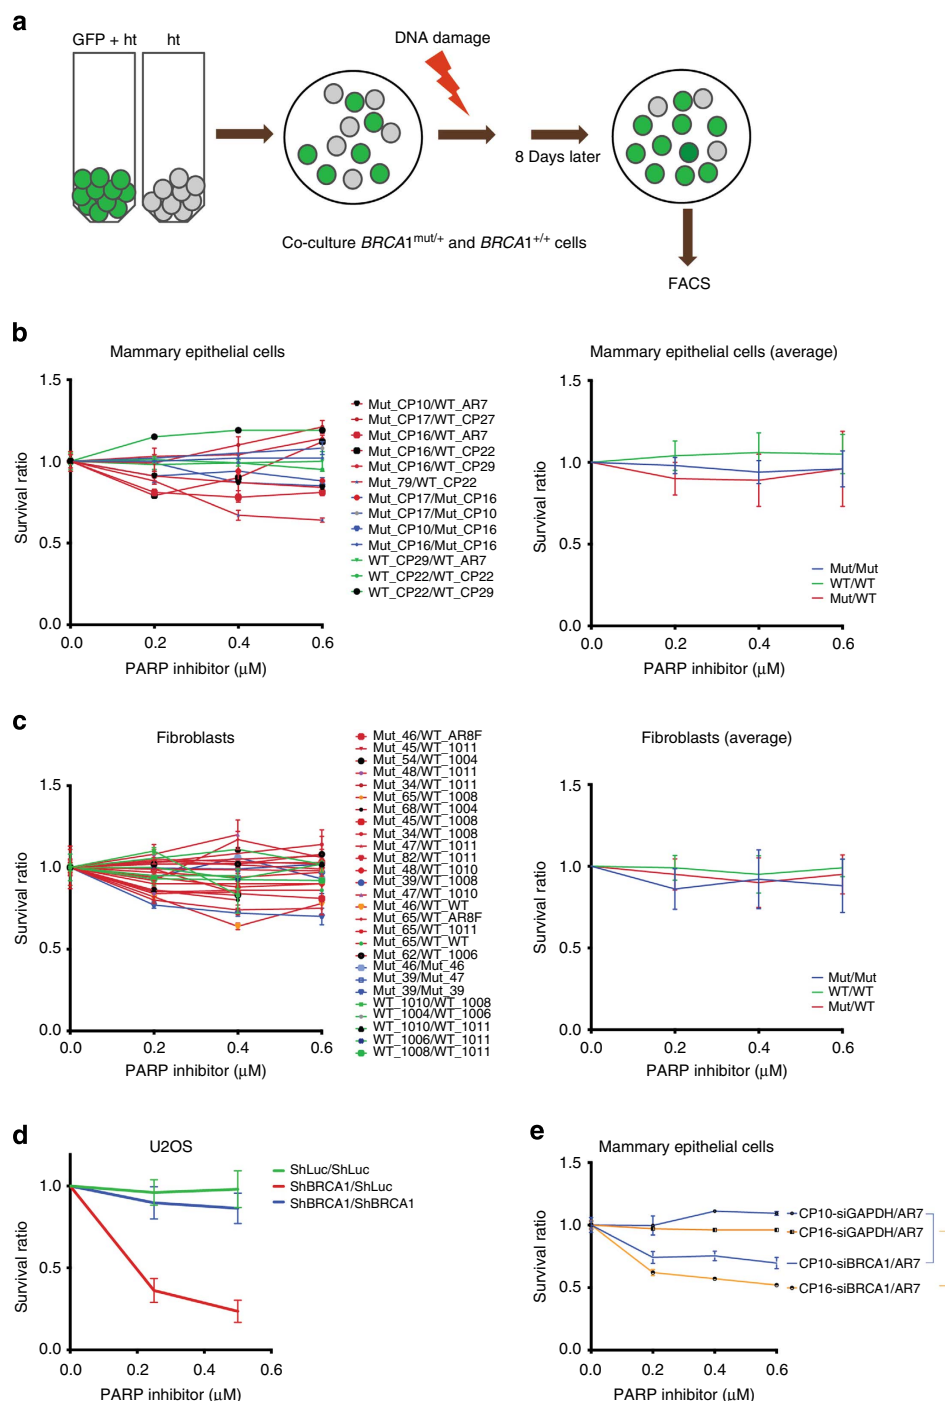 a
GFP + ht
ht
DNA damage
8 Days later
Co-culture BRCA1mut/+ and BRCA1+/+ cells
FACS
b
Mammary epithelial cells
1.5
1.0
0.5
0.0
Survival ratio
0.0 0.2 0.4 0.6
PARP inhibitor (µM)
Mut_CP10/WT_AR7
Mut_CP17/WT_CP27
Mut_CP16/WT_AR7
Mut_CP16/WT_CP22
Mut_CP16/WT_CP29
Mut_79/WT_CP22
Mut_CP17/Mut_CP16
Mut_CP17/Mut_CP10
Mut_CP10/Mut_CP16
Mut_CP16/Mut_CP16
WT_CP29/WT_AR7
WT_CP22/WT_CP22
WT_CP22/WT_CP29
Mammary epithelial cells (average)
1.5
1.0
0.5
0.0
Survival ratio
0.0 0.2 0.4 0.6
PARP inhibitor (µM)
Mut/Mut
WT/WT
Mut/WT
c
Fibroblasts
1.5
1.0
0.5
0.0
Survival ratio
0.0 0.2 0.4 0.6
PARP inhibitor (µM)
Mut_46/WT_AR8F
Mut_45/WT_1011
Mut_54/WT_1004
Mut_48/WT_1011
Mut_34/WT_1011
Mut_65/WT_1008
Mut_68/WT_1004
Mut_45/WT_1008
Mut_34/WT_1008
Mut_47/WT_1011
Mut_82/WT_1011
Mut_48/WT_1010
Mut_39/WT_1008
Mut_47/WT_1010
Mut_46/WT_WT
Mut_65/WT_AR8F
Mut_65/WT_1011
Mut_65/WT_WT
Mut_62/WT_1006
Mut_46/Mut_46
Mut_39/Mut_47
Mut_39/Mut_39
WT_1010/WT_1008
WT_1004/WT_1006
WT_1010/WT_1011
WT_1006/WT_1011
WT_1008/WT_1011
Fibroblasts (average)
1.5
1.0
0.5
0.0
Survival ratio
0.0 0.2 0.4 0.6
PARP inhibitor (µM)
Mut/Mut
WT/WT
Mut/WT
d
U2OS
1.0
0.5
0.0
Survival ratio
0.0 0.2 0.4 0.6
PARP inhibitor (µM)
ShLuc/ShLuc
ShBRCA1/ShLuc
ShBRCA1/ShBRCA1
e
Mammary epithelial cells
1.5
1.0
0.5
0.0
Survival ratio
0.0 0.2 0.4 0.6
PARP inhibitor (µM)
CP10-siGAPDH/AR7
CP16-siGAPDH/AR7
CP10-siBRCA1/AR7
CP16-siBRCA1/AR7